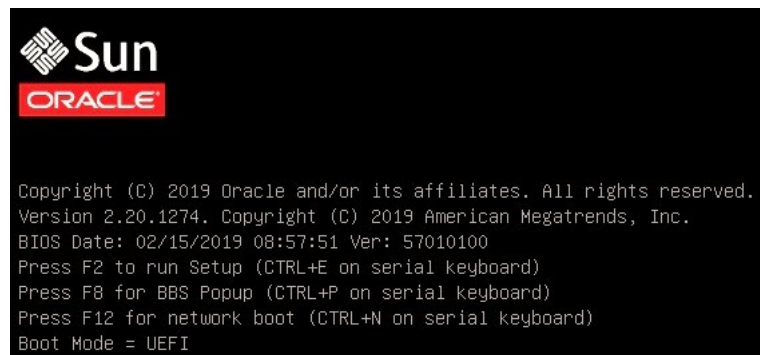 Sun
ORACLE
Copyright (C) 2019 Oracle and/or its affiliates. All rights reserved.
Version 2.20.1274. Copyright (C) 2019 American Megatrends, Inc.
BIOS Date: 02/15/2019 08:57:51 Ver: 57010100
Press F2 to run Setup (CTRL+E on serial keyboard)
Press F8 for BBS Popup (CTRL+P on serial keyboard)
Press F12 for network boot (CTRL+N on serial keyboard)
Boot Mode = UEFI